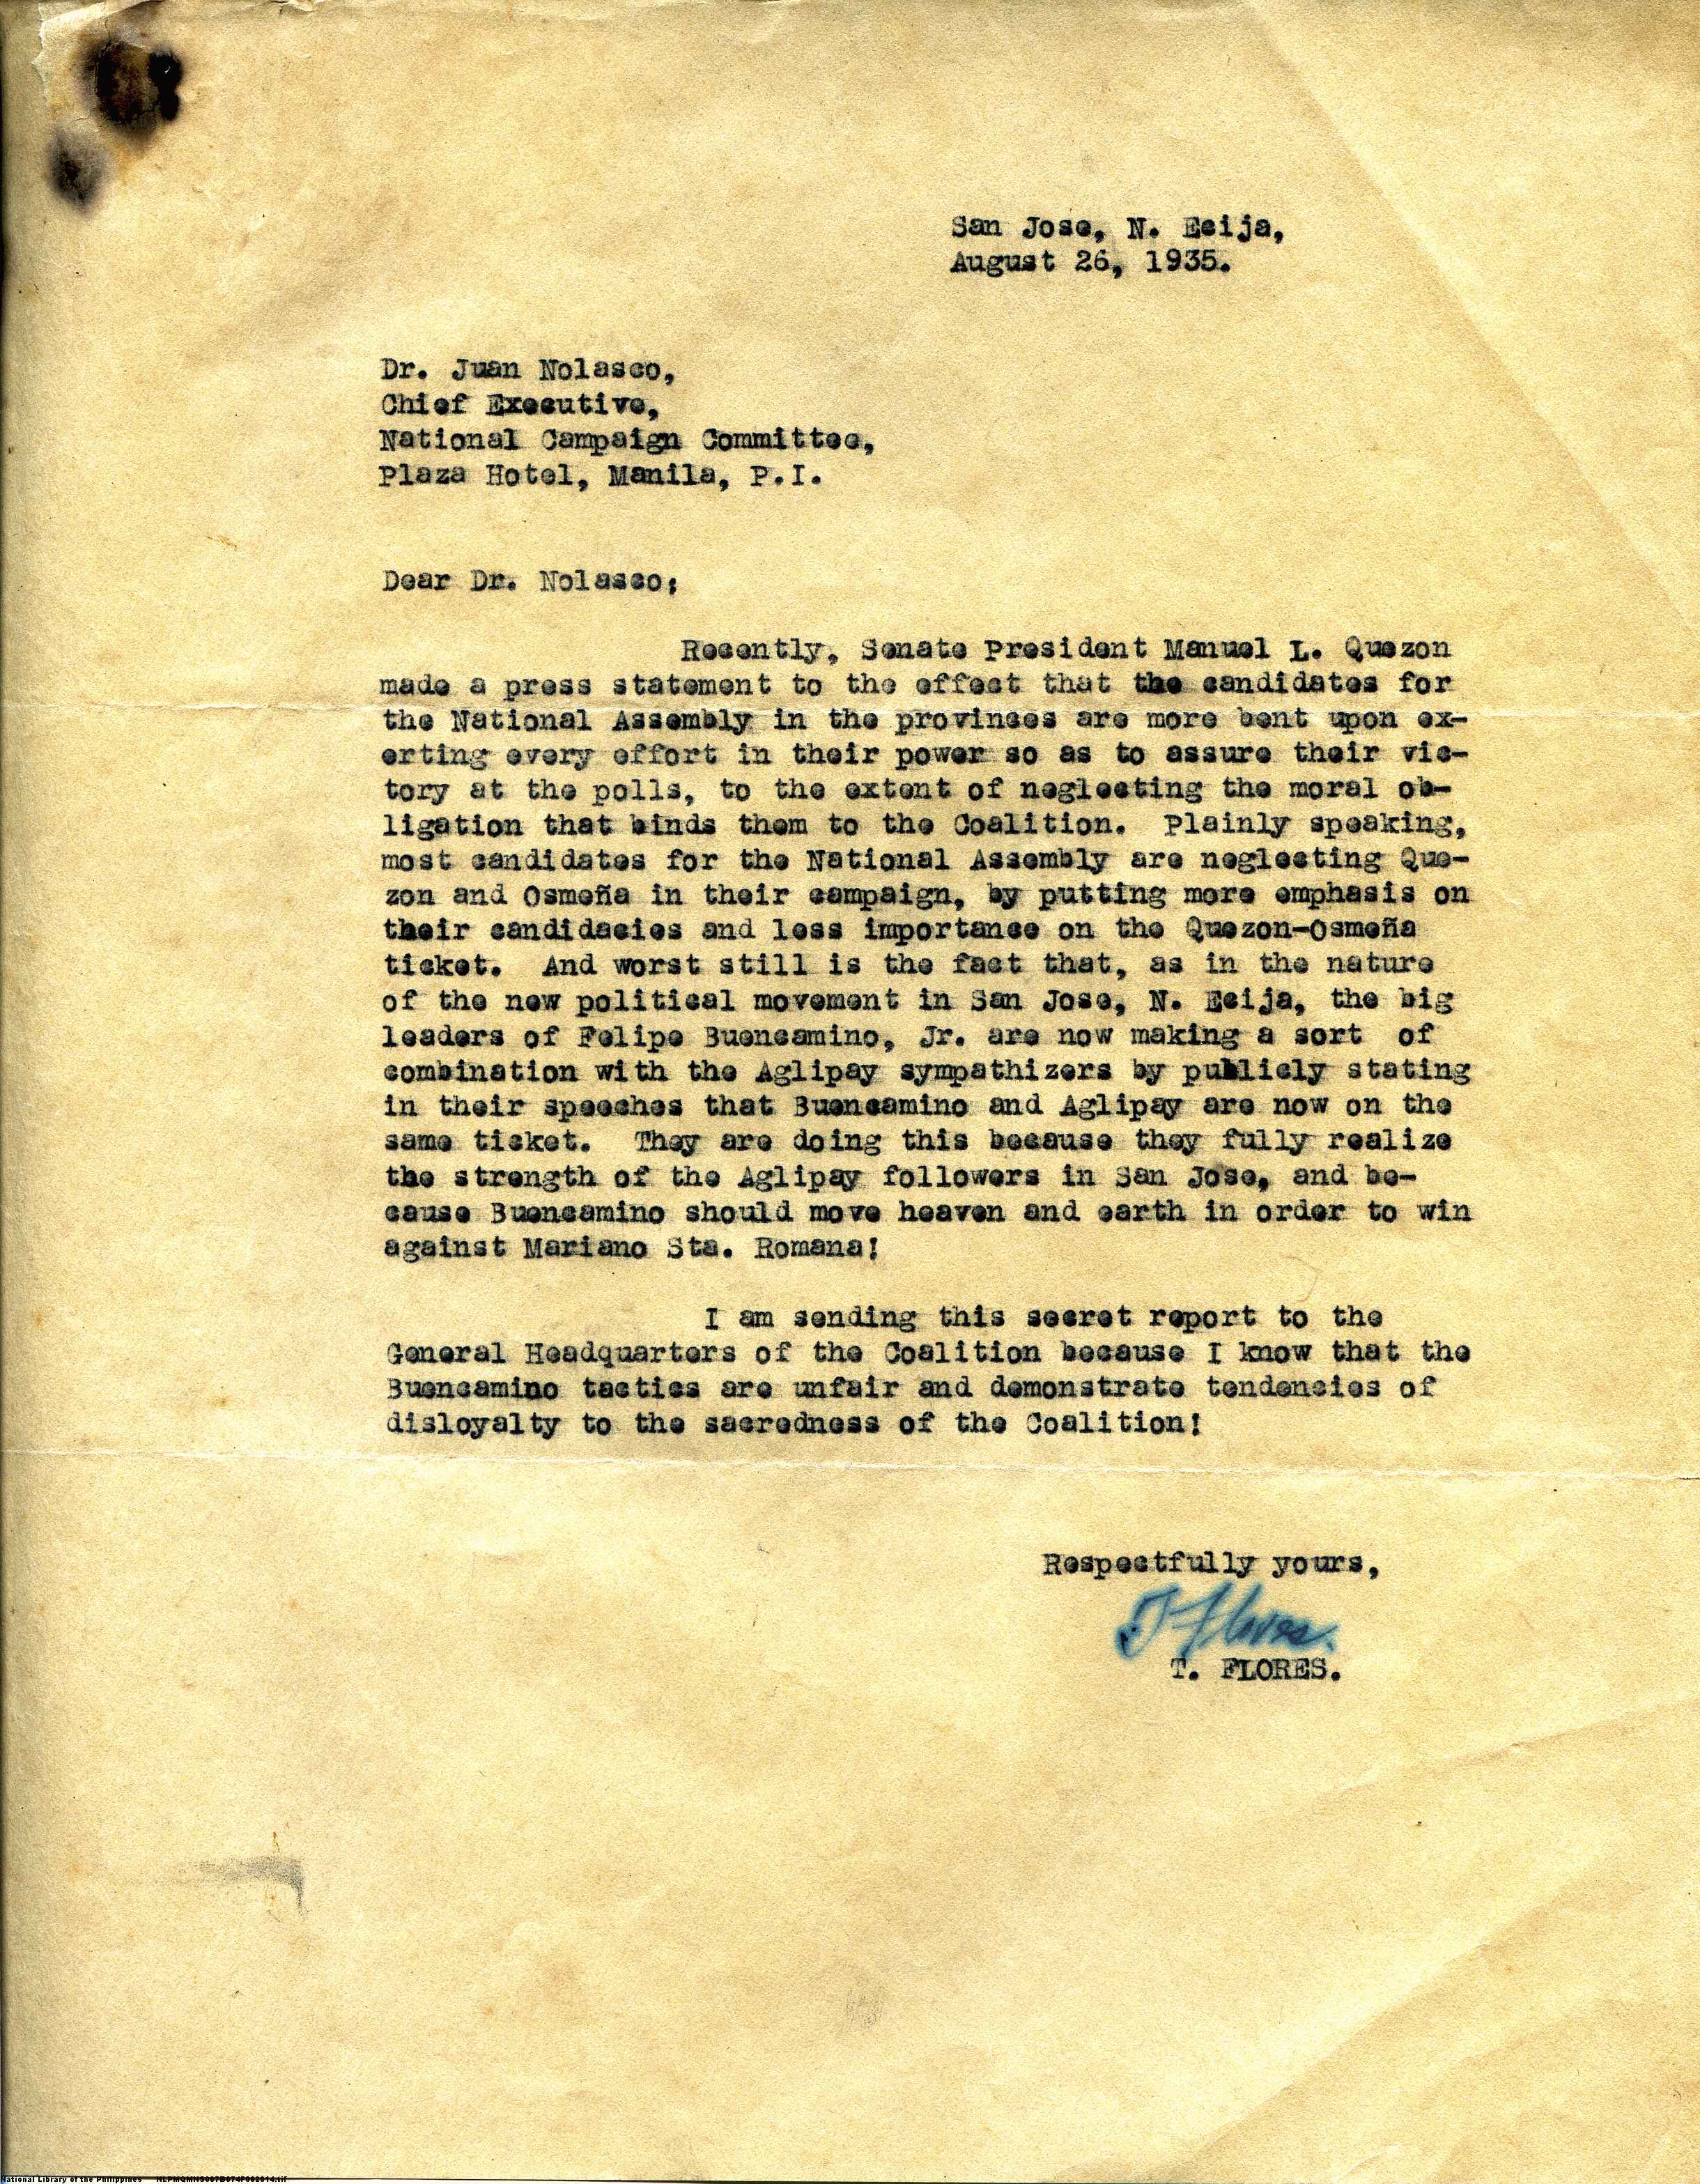 San Jose, N. Ecija,
August 26, 1935.
Dr. Juan Nolasco,
Chief Executive,
National Campaign Committee,
Plaza Hotel, Manila, P.I.
Dear Dr. Nolasco:
Recently, Senate President Manuel L. Quezon
made a press statement to the effect that the candidates for
the National Assembly in the provinces are more bent upon ex-
erting every effort in their power so as to assure their vic-
tory at the polls, to the extent of neglecting the moral ob-
ligation that binds them to the Coalition. Plainly speaking,
most candidates for the National Assembly are neglecting Que-
zon and Osmeña in their campaign, by putting more emphasis on
their candidacies and less importance on the Quezon-Osmeña
ticket. And worst still is the fact that, as in the nature
of the new political movement in San Jose, N. Ecija, the big
leaders of Felipe Buencamino, Jr. are now making a sort of
combination with the Aglipay sympathizers by publicly stating
in their speeches that Buencamino and Aglipay are now on the
same ticket. They are doing this because they fully realize
the strength of the Aglipay followers in San Jose, and be-
cause Buencamino should move heaven and earth in order to win
against Mariano Sta. Romana!
I am sending this secret report to the
General Headquarters of the Coalition because I know that the
Buencamino tactics are unfair and demonstrate tendencies of
disloyalty to the sacredness of the Coalition!
Respectfully yours,
T Flores.
T. FLORES.
National Library of the Philippines